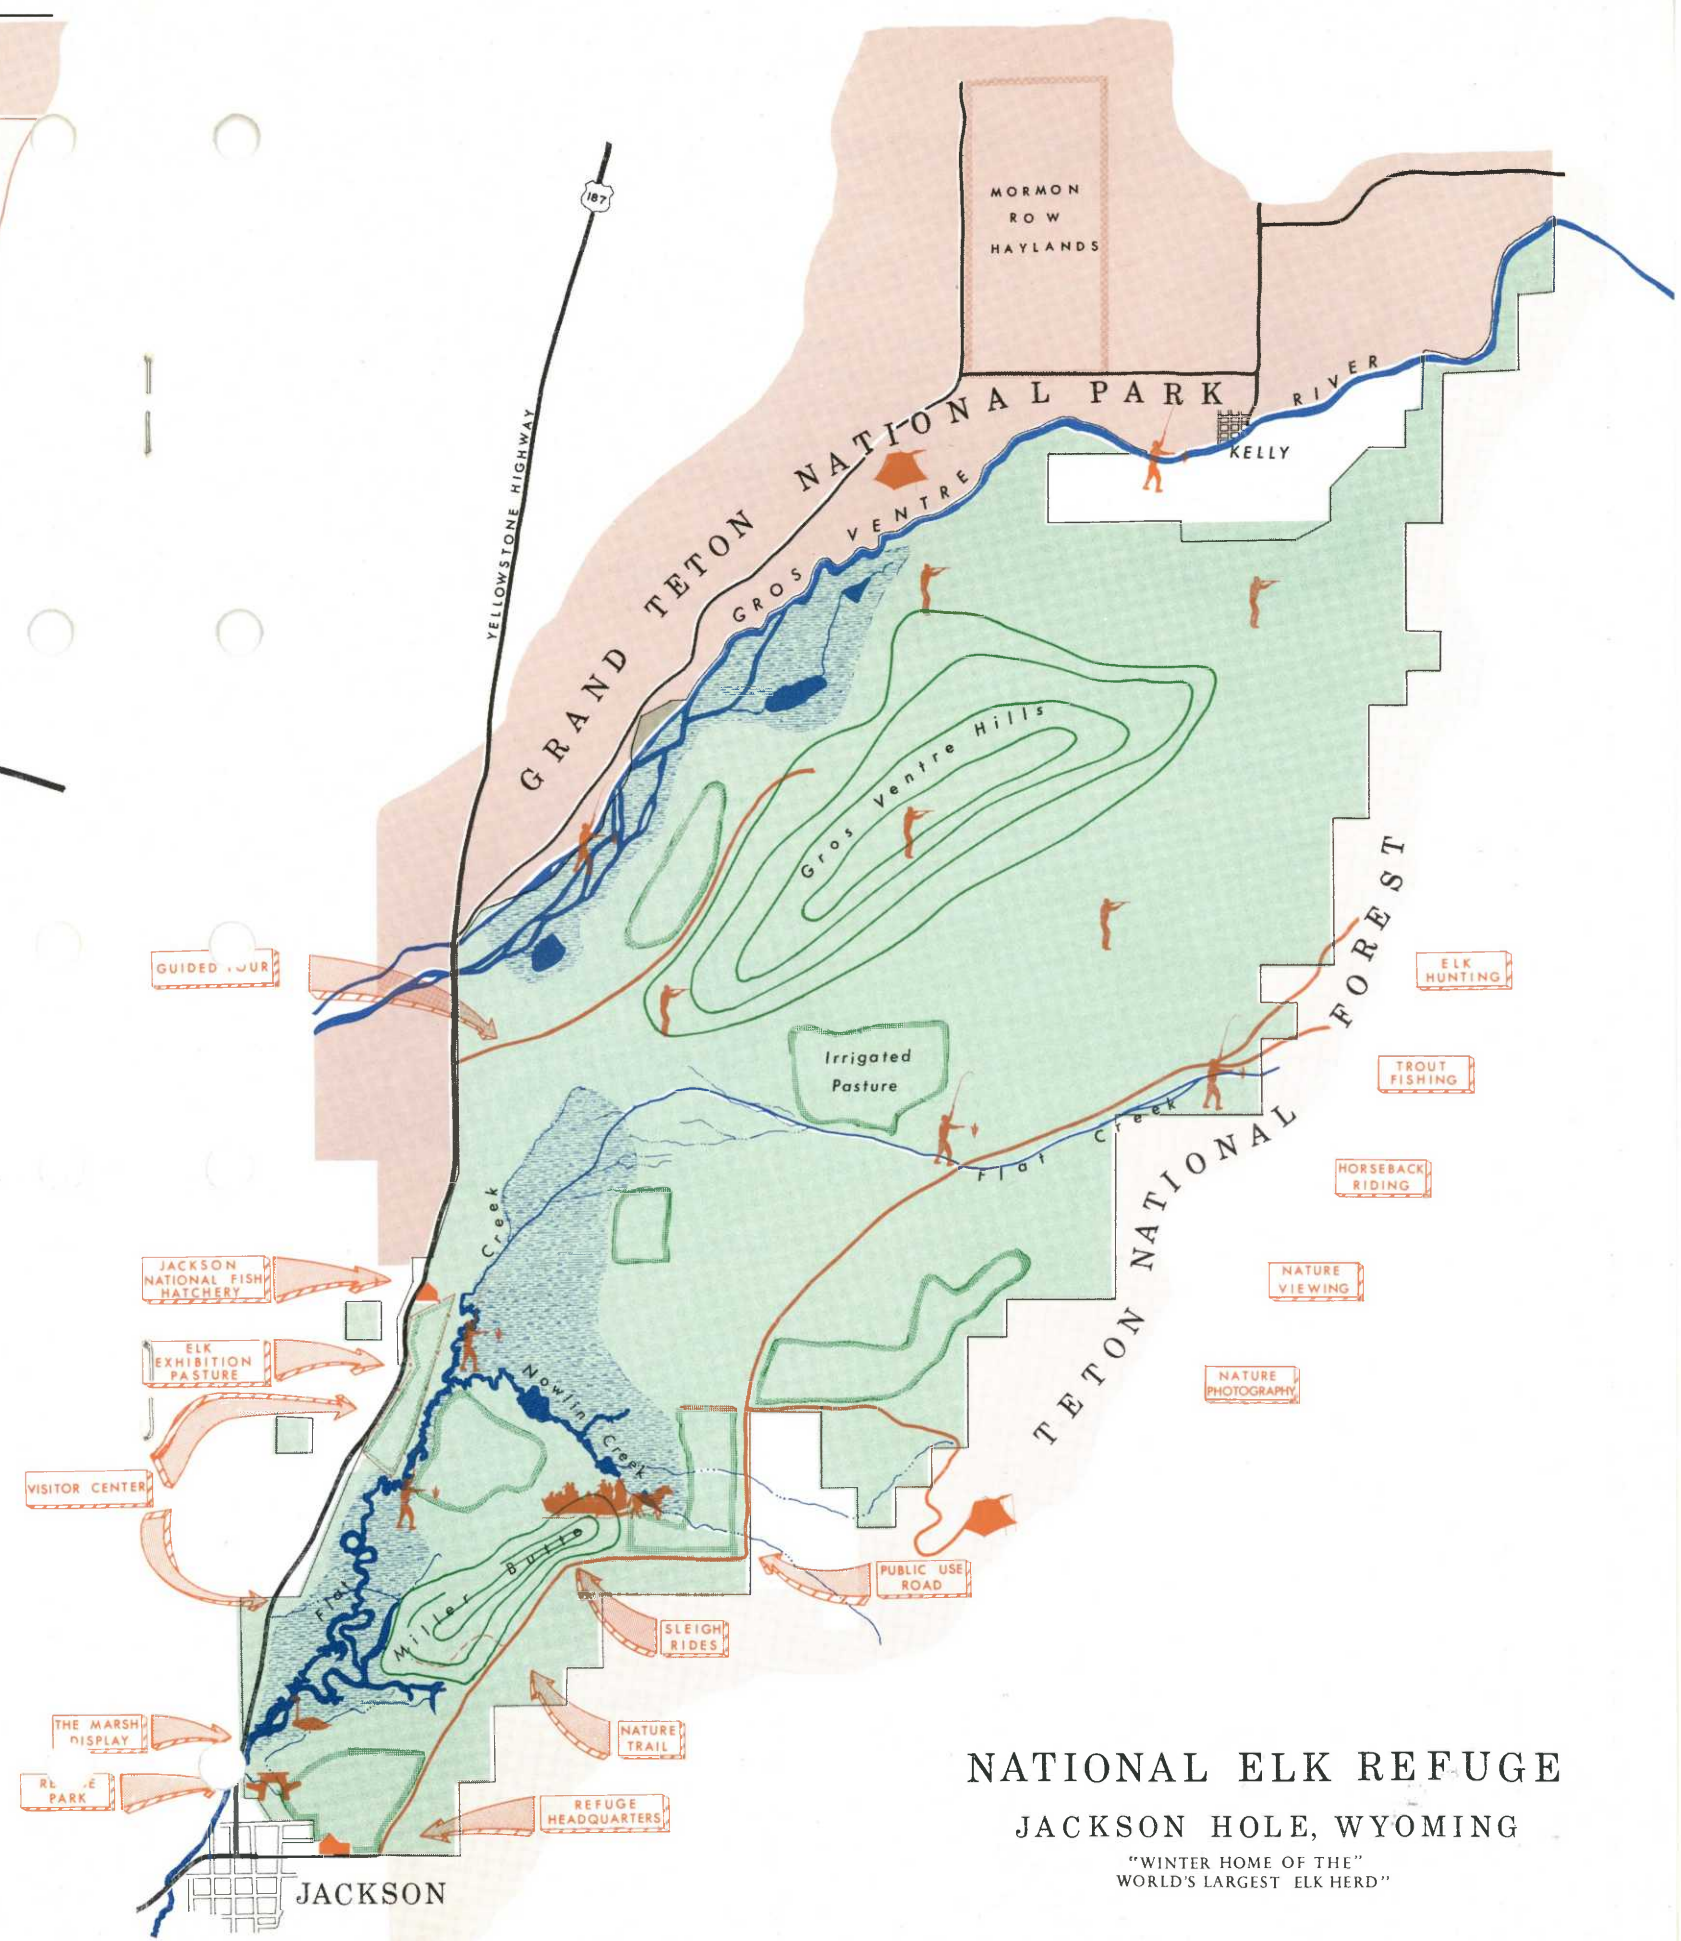 187
MORMON
ROW
HAYLANDS
YELLOWSTONE HIGHWAY
GRAND TETON NATIONAL PARK
GROS VENTRE RIVER
KELLY
Gros Ventre Hills
GUIDED
ELK
HUNTING
Irrigated
Pasture
TROUT
FISHING
Flat Creek
TETON NATIONAL FOREST
HORSEBACK
RIDING
Creek
JACKSON
NATIONAL FISH
HATCHERY
NATURE
VIEWING
ELK
EXHIBITION
PASTURE
Nowlin Creek
NATURE
PHOTOGRAPHY
VISITOR CENTER
Miller Butte
Flat
PUBLIC USE
ROAD
SLEIGH
RIDES
THE MARSH
DISPLAY
NATURE
TRAIL
PARK
REFUGE
HEADQUARTERS
JACKSON
NATIONAL ELK REFUGE
JACKSON HOLE, WYOMING
"WINTER HOME OF THE"
WORLD'S LARGEST ELK HERD"